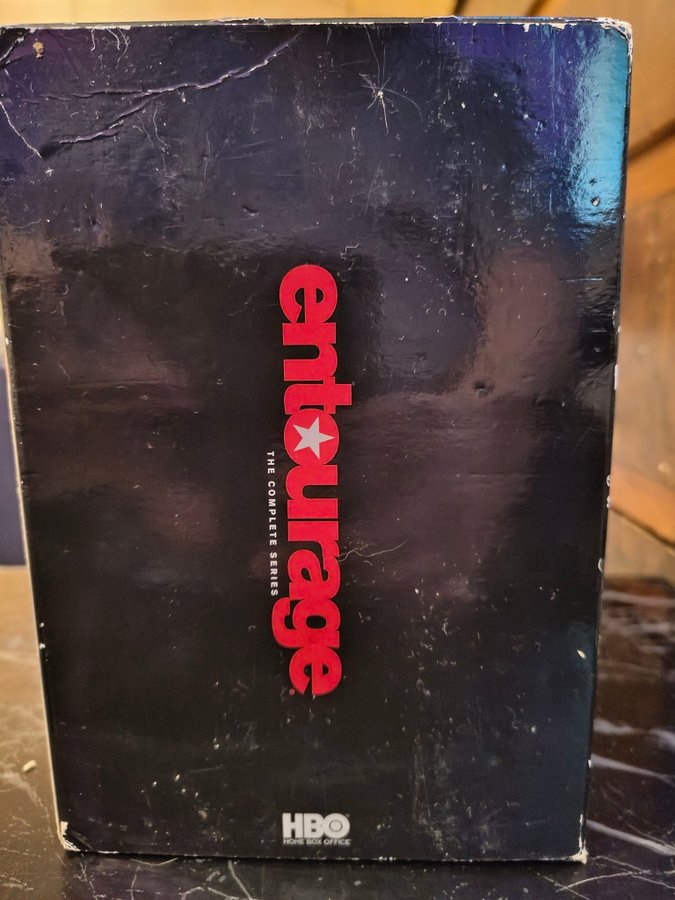 entourage
THE COMPLETE SERIES
HBO
HOME BOX OFFICE